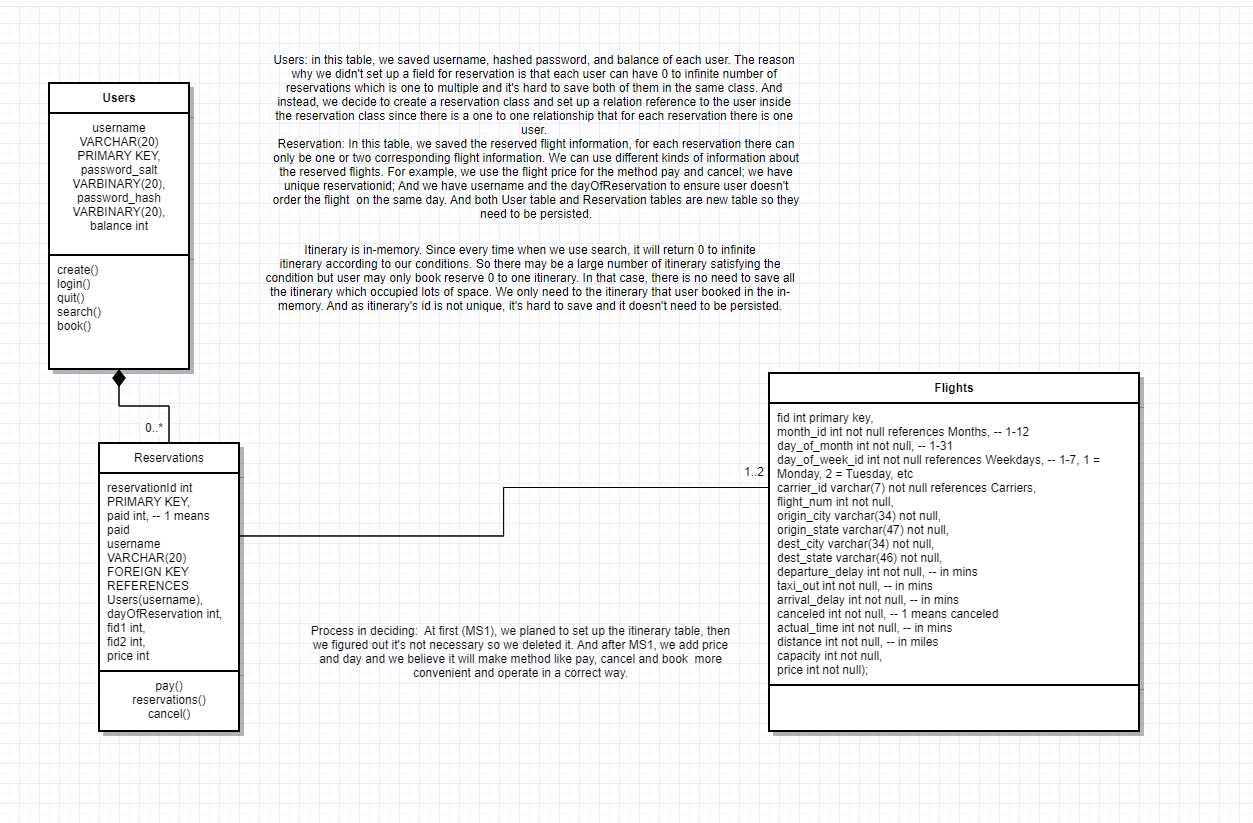 Users: in this table, we saved username, hashed password, and balance of each user. The reason
why we didn't set up a field for reservation is that each user can have 0 to infinite number of
reservations which is one to multiple and it's hard to save both of them in the same class. And
instead, we decide to create a reservation class and set up a relation reference to the user inside
the reservation class since there is a one to one relationship that for each reservation there is one
user.
Reservation: In this table, we saved the reserved flight information, for each reservation there can
only be one or two corresponding flight information. We can use different kinds of information about
the reserved flights. For example, we use the flight price for the method pay and cancel; we have
unique reservationid; And we have username and the dayOfReservation to ensure user doesn't
order the flight  on the same day. And both User table and Reservation tables are new table so they
need to be persisted.
Itinerary is in-memory. Since every time when we use search, it will return 0 to infinite
itinerary according to our conditions. So there may be a large number of itinerary satisfying the
condition but user may only book reserve 0 to one itinerary. In that case, there is no need to save all
the itinerary which occupied lots of space. We only need to the itinerary that user booked in the in-
memory. And as itinerary's id is not unique, it's hard to save and it doesn't need to be persisted.
Users
username
VARCHAR(20)
PRIMARY KEY,
password_salt
VARBINARY(20),
password_hash
VARBINARY(20),
balance int
create()
login()
quit()
search()
book()
0..*
Reservations
reservationId int
PRIMARY KEY,
paid int, -- 1 means
paid
username
VARCHAR(20)
FOREIGN KEY
REFERENCES
Users(username),
dayOfReservation int,
fid1 int,
fid2 int,
price int
pay()
reservations()
cancel()
1..2
Flights
fid int primary key,
month_id int not null references Months, -- 1-12
day_of_month int not null, -- 1-31
day_of_week_id int not null references Weekdays, -- 1-7, 1 =
Monday, 2 = Tuesday, etc
carrier_id varchar(7) not null references Carriers,
flight_num int not null,
origin_city varchar(34) not null,
origin_state varchar(47) not null,
dest_city varchar(34) not null,
dest_state varchar(46) not null,
departure_delay int not null, -- in mins
taxi_out int not null, -- in mins
arrival_delay int not null, -- in mins
canceled int not null, -- 1 means canceled
actual_time int not null, -- in mins
distance int not null, -- in miles
capacity int not null,
price int not null);
Process in deciding:  At first (MS1), we planed to set up the itinerary table, then
we figured out it's not necessary so we deleted it. And after MS1, we add price
and day and we believe it will make method like pay, cancel and book  more
convenient and operate in a correct way.